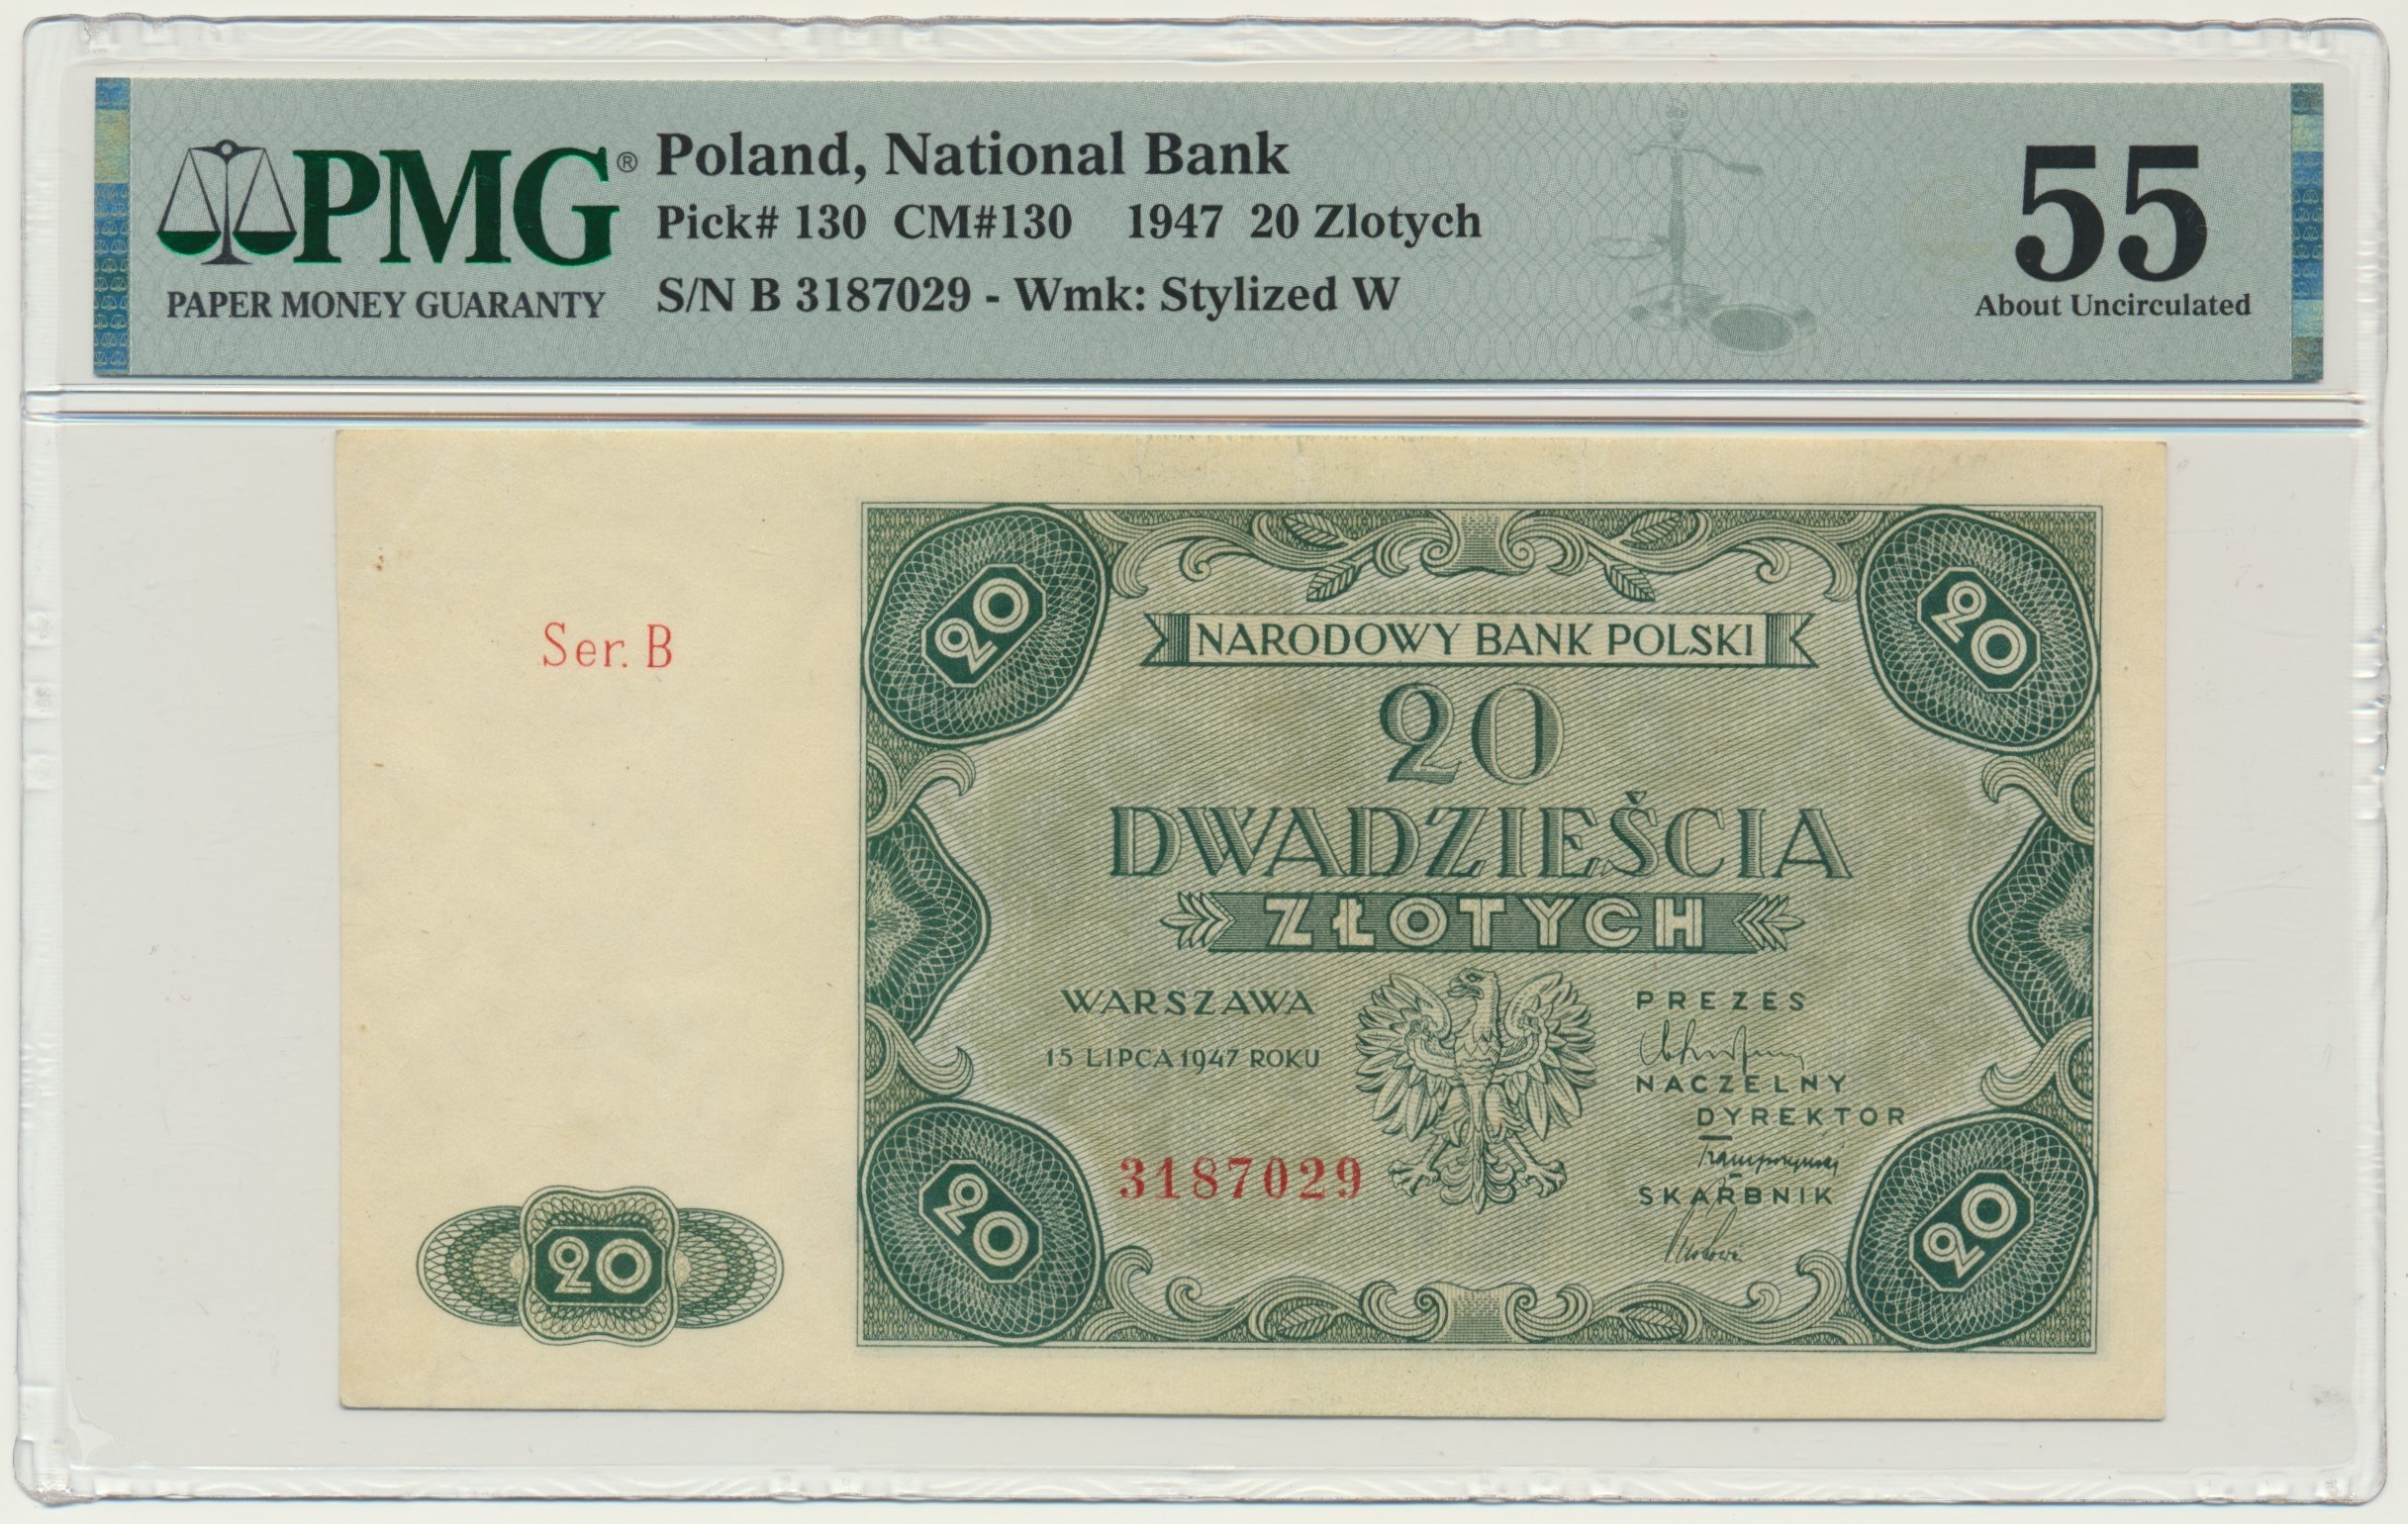 PMG®
PAPER MONEY GUARANTY
Poland, National Bank
Pick# 130 CM#130 1947 20 Zlotych
S/N B 3187029 - Wmk: Stylized W
55
About Uncirculated
20
20
NARODOWY BANK POLSKI
Ser. B
20
DWADZIEŚCIA
ZŁOTYCH
WARSZAWA
15 LIPCA 1947 ROKU
PREZES
NACZELNY
DYREKTOR
3187029
SKARBNIK
20
20
20